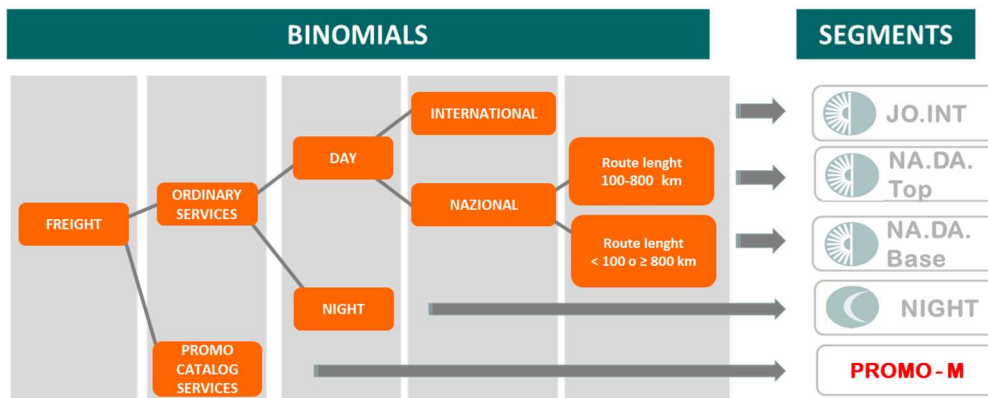 BINOMIALS
SEGMENTS
INTERNATIONAL
JO.INT
DAY
Route lenght
100-800 km
NA.DA.
Top
ORDINARY
SERVICES
NAZIONAL
FREIGHT
Route lenght
< 100 o ≥ 800 km
NA.DA.
Base
NIGHT
NIGHT
PROMO
CATALOG
SERVICES
PROMO - M